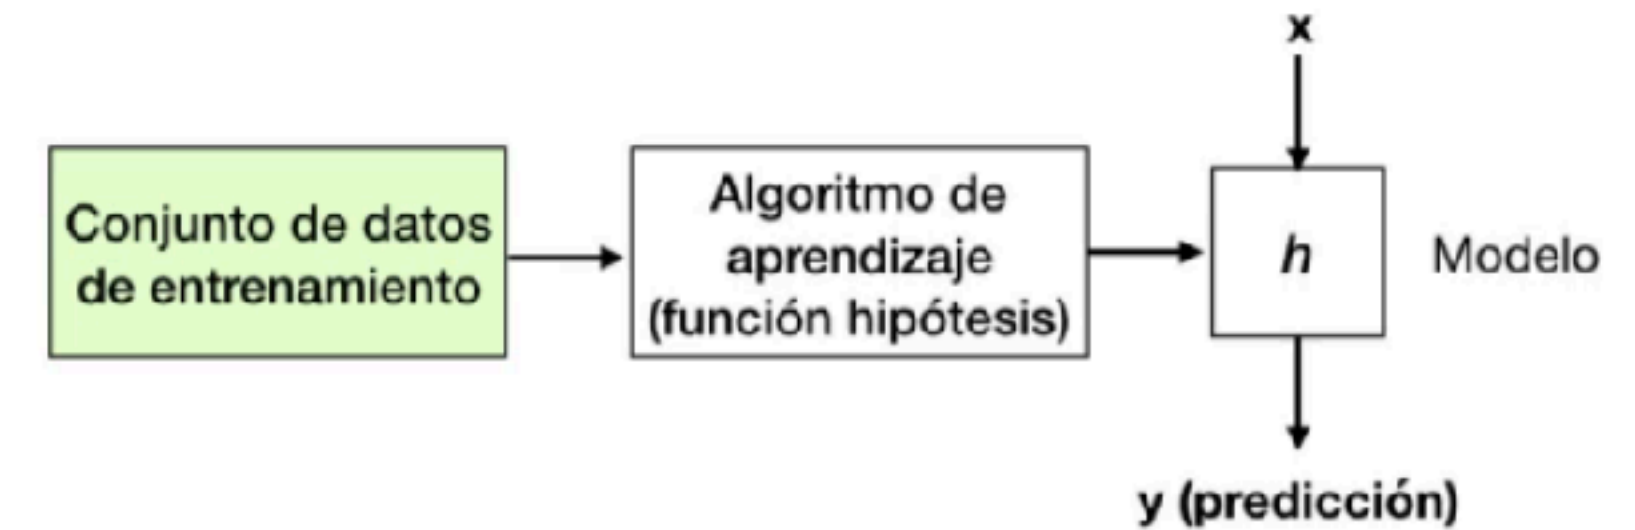 x
Conjunto de datos
de entrenamiento
Algoritmo de
aprendizaje
(función hipótesis)
h
Modelo
y (predicción)